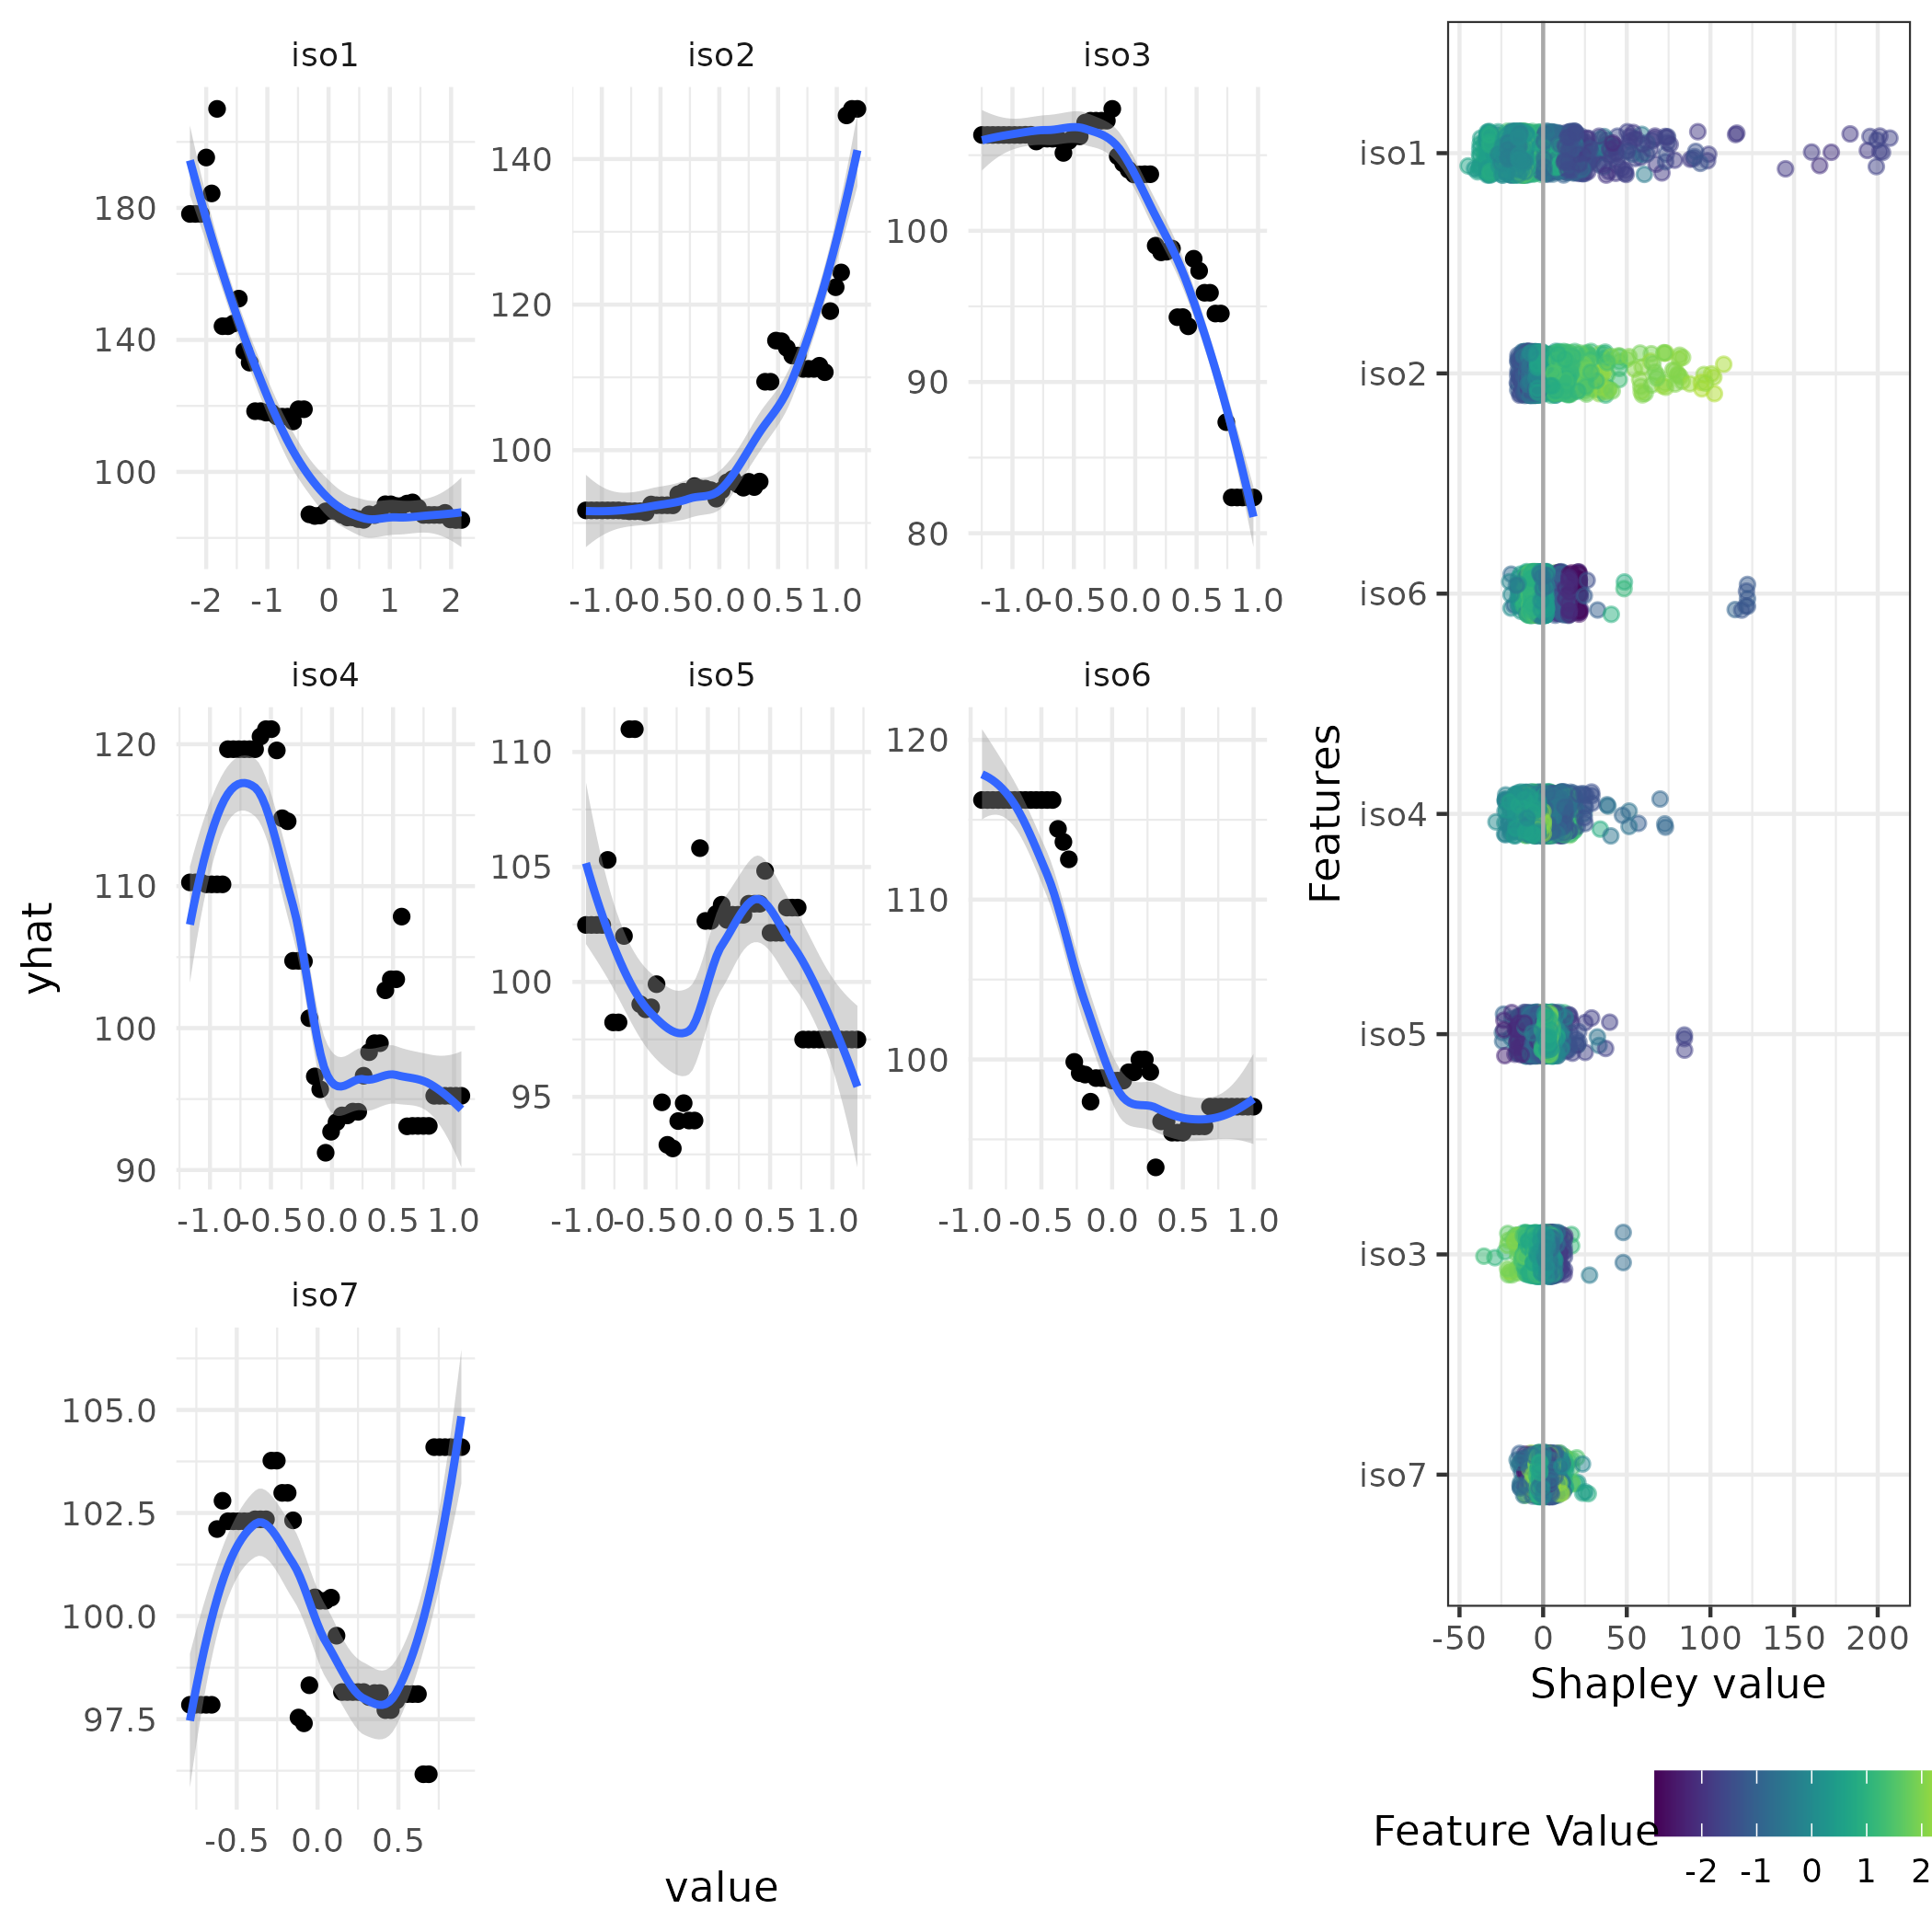 iso1
180
140
100
-2 -1 0 1 2
iso2
140
120
100
-1.0 -0.5 0.0 0.5 1.0
iso3
100
90
80
-1.0 -0.5 0.0 0.5 1.0
iso4
120
110
100
90
-1.0 -0.5 0.0 0.5 1.0
iso5
110
105
100
95
-1.0 -0.5 0.0 0.5 1.0
iso6
120
110
100
-1.0 -0.5 0.0 0.5 1.0
iso7
105.0
102.5
100.0
97.5
-0.5 0.0 0.5
yhat
value
Features
iso1
iso2
iso6
iso4
iso5
iso3
iso7
-50 0 50 100 150 200
Shapley value
Feature Value
-2 -1 0 1 2